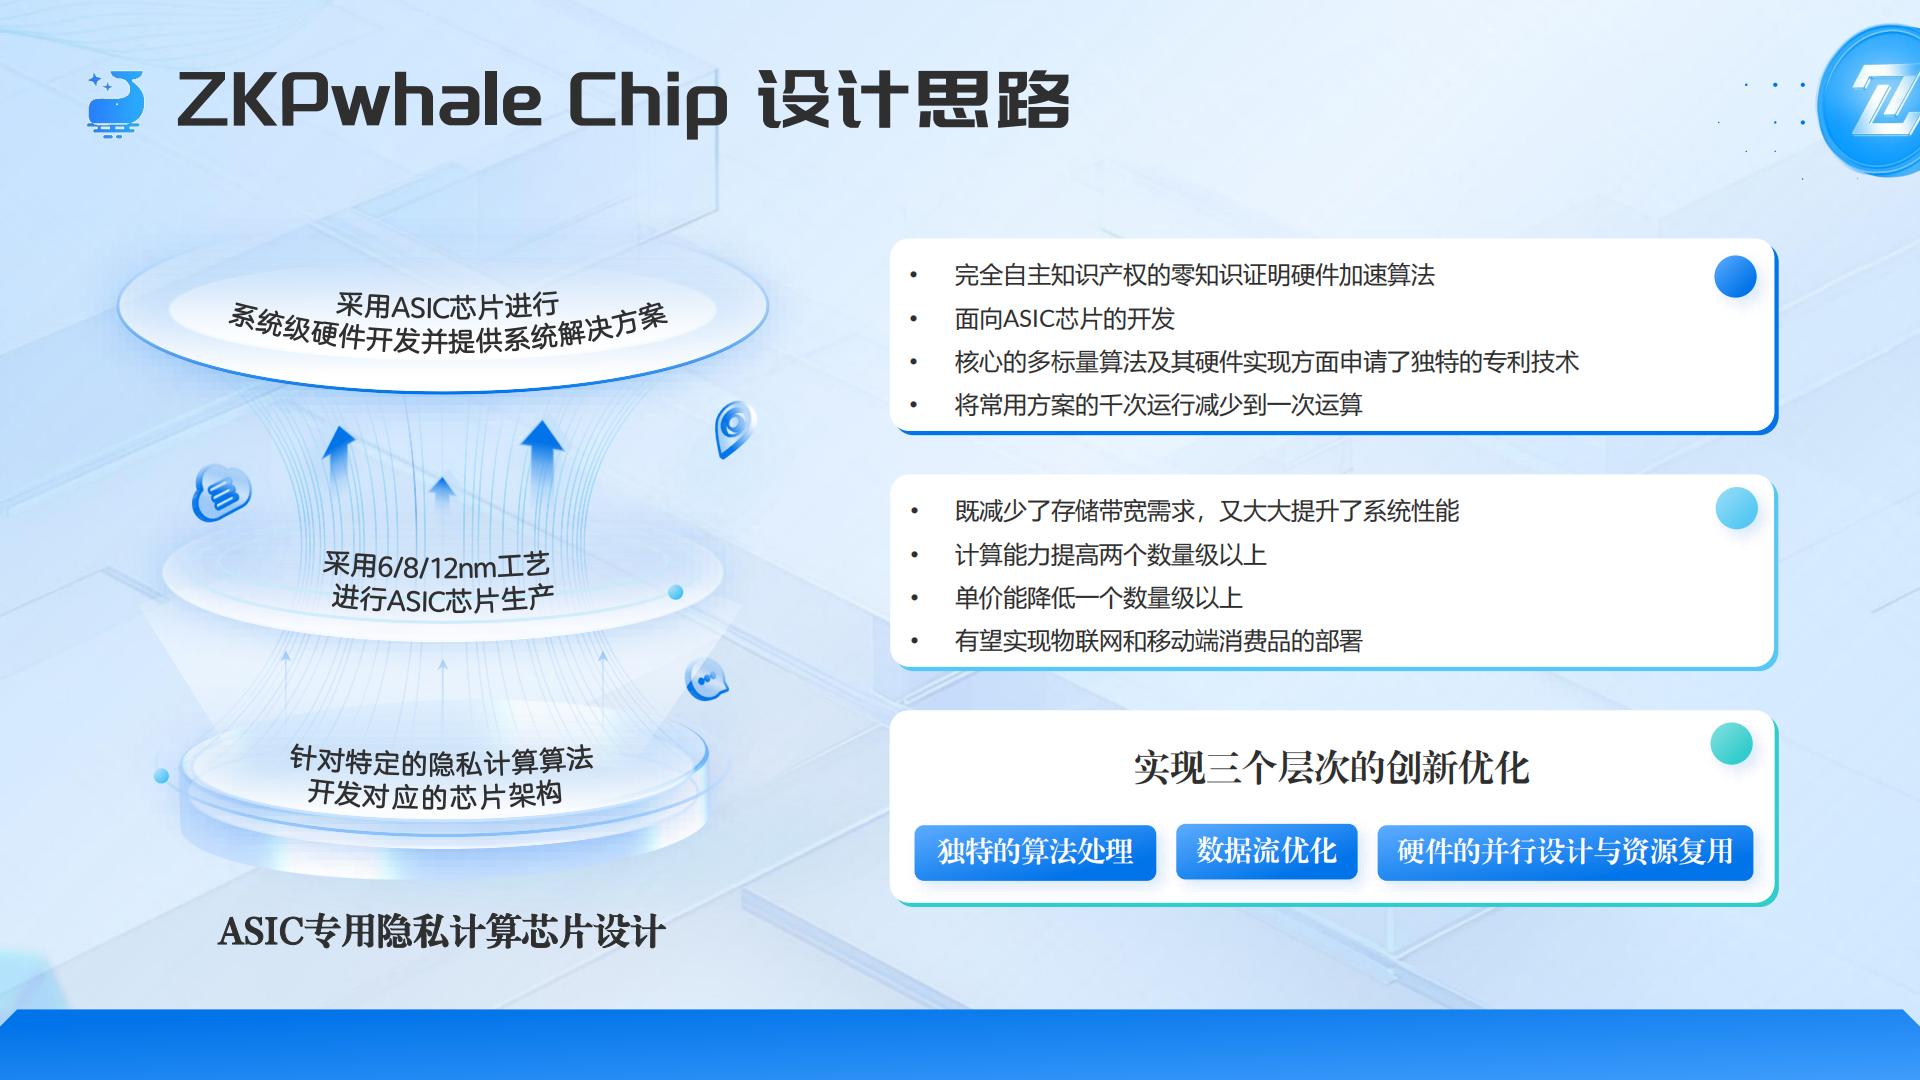 ZKPwhale Chip 设计思路
采用ASIC芯片进行
系统级硬件开发并提供系统解决方案
采用6/8/12nm工艺
进行ASIC芯片生产
针对特定的隐私计算算法
开发对应的芯片架构
ASIC专用隐私计算芯片设计
• 完全自主知识产权的零知识证明硬件加速算法
• 面向ASIC芯片的开发
• 核心的多标量算法及其硬件实现方面申请了独特的专利技术
• 将常用方案的千次运行减少到一次运算
• 既减少了存储带宽需求，又大大提升了系统性能
• 计算能力提高两个数量级以上
• 单价能降低一个数量级以上
• 有望实现物联网和移动端消费品的部署
实现三个层次的创新优化
独特的算法处理
数据流优化
硬件的并行设计与资源复用